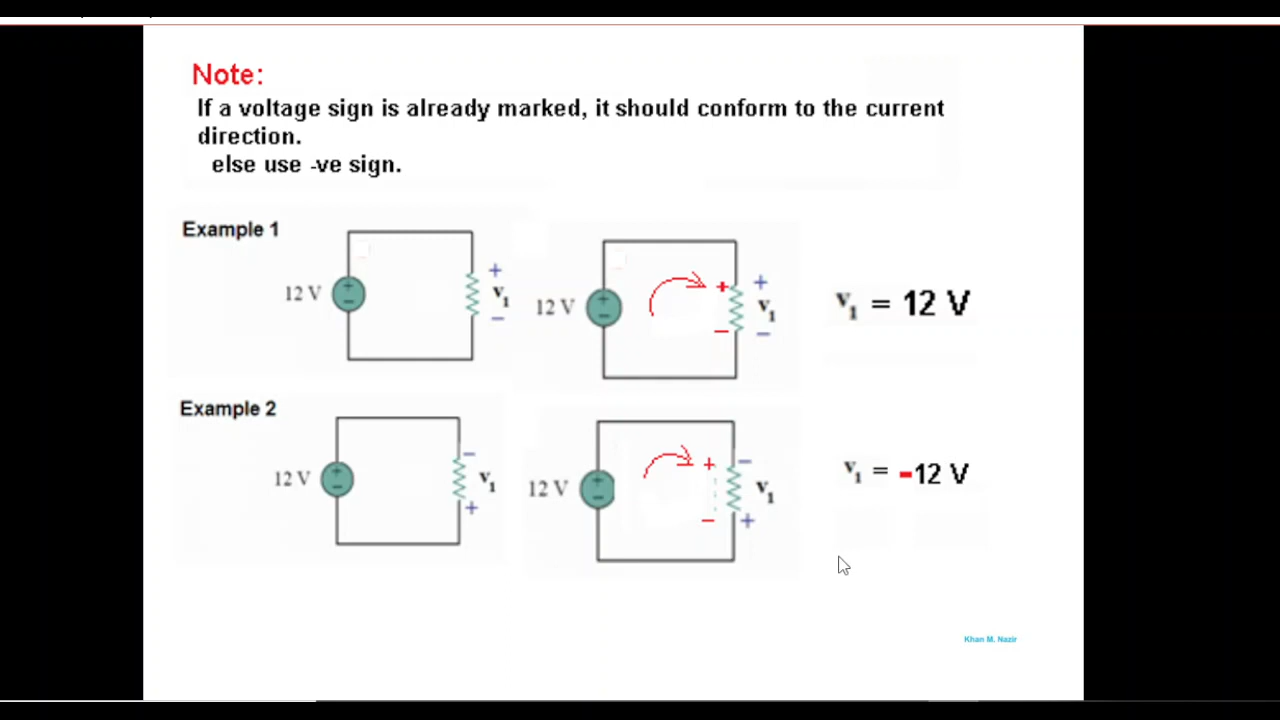 Note:
If a voltage sign is already marked, it should conform to the current
direction.
else use -ve sign.
Example 1
12 V
+
v1
−
12 V
+
−
+
v1
−
v1 = 12 V
Example 2
12 V
−
v1
+
12 V
+
−
−
v1
+
v1 = -12 V
Khan M. Nazir